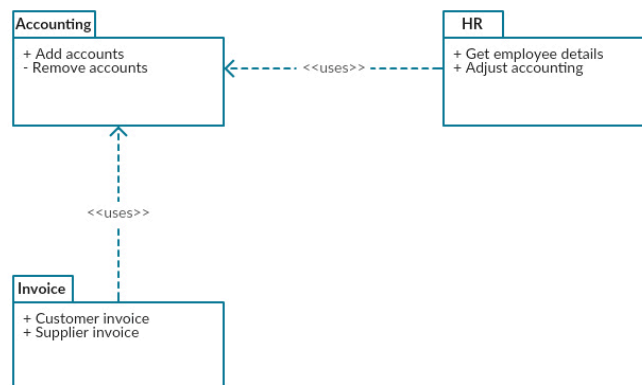 Accounting
+ Add accounts
- Remove accounts
<<uses>>
HR
+ Get employee details
+ Adjust accounting
<<uses>>
Invoice
+ Customer invoice
+ Supplier invoice